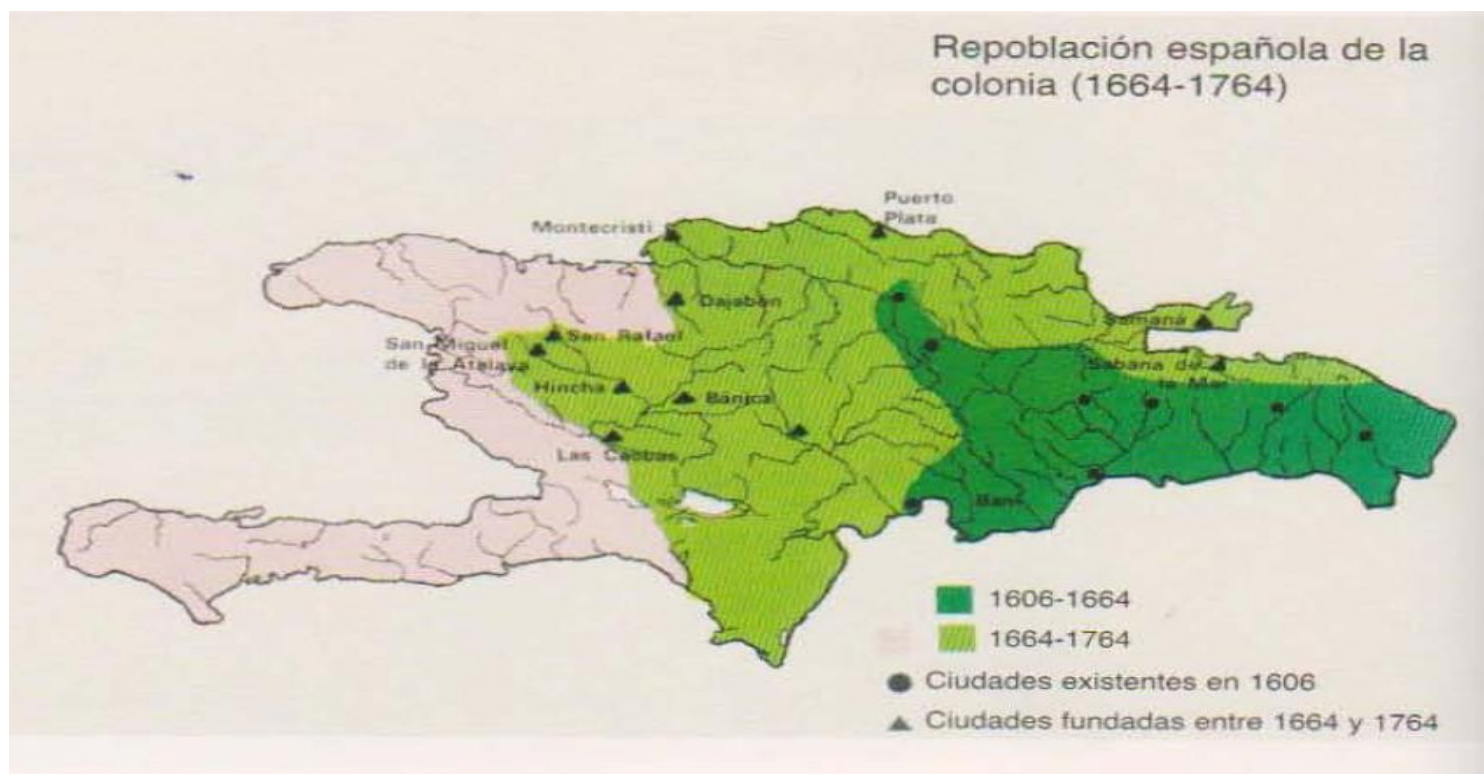 Repoblación española de la
colonia (1664-1764)
Puerto
Plata
Montecristi
Dajabón
Samaná
San Rafael
San Miguel
de la Atalaya
Sabana de
la Mar
Hincha
Bánica
Las Caobas
Baní
1606-1664
1664-1764
Ciudades existentes en 1606
Ciudades fundadas entre 1664 y 1764